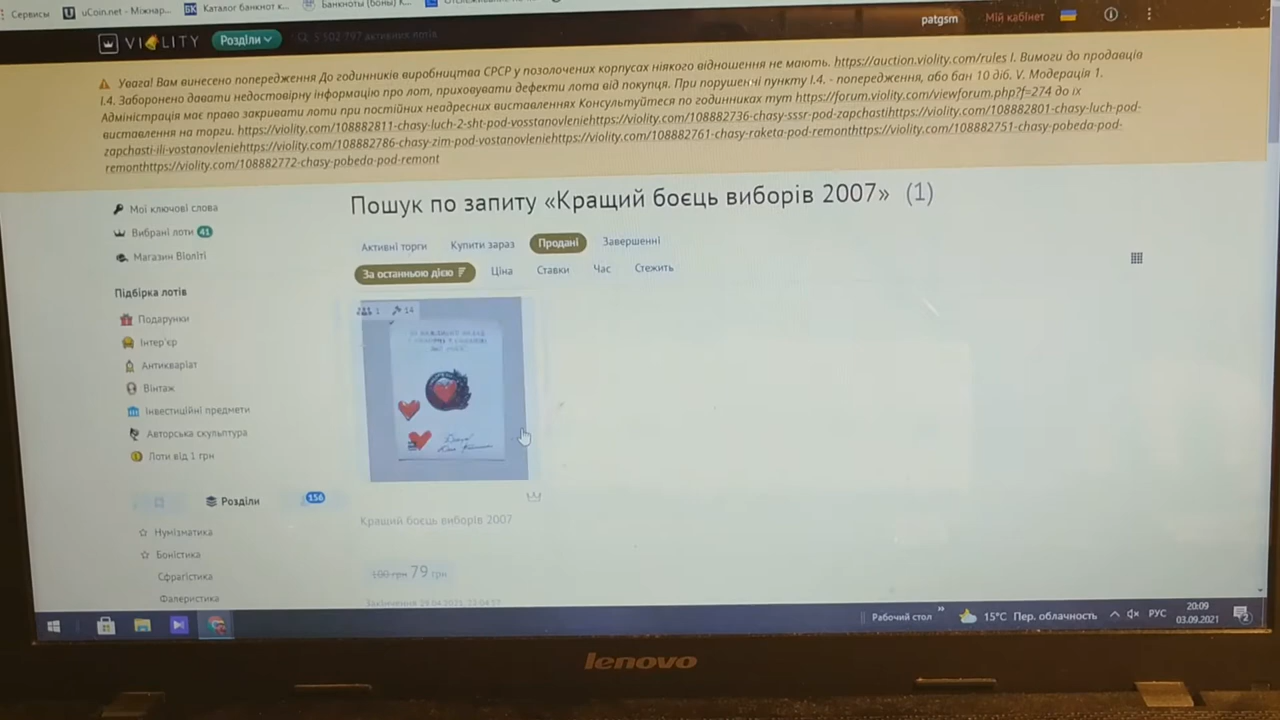 Сервисы
uCoin.net - Міжнар...
Каталог банкнот к...
Банкноты (боны)
patgsm
Мій кабінет
VIOLITY
Розділи
5 502 797 активних лотів
Увага! Вам винесено попередження До годинників виробництва СРСР у позолочених корпусах ніякого відношення не мають. https://auction.violity.com/rules I. Вимоги до продавців
I.4. Заборонено давати недостовірну інформацію про лот, приховувати дефекти лота від покупця. При порушенні пункту I.4. - попередження, або бан 10 діб. V. Модерація 1.
Адміністрація має право закривати лоти при постійних неадресних виставленнях Консультуйтеся по годинниках тут https://forum.violity.com/viewforum.php?f=274 до їх
виставлення на торги. https://violity.com/108882811-chasy-luch-2-sht-pod-vosstanovleniehttps://violity.com/108882736-chasy-sssr-pod-zapchastihttps://violity.com/108882801-chasy-luch-pod-
zapchasti-ili-vostanovleniehttps://violity.com/108882786-chasy-zim-pod-vostanovleniehttps://violity.com/108882761-chasy-raketa-pod-remonthttps://violity.com/108882751-chasy-pobeda-pod-
remonthttps://violity.com/108882772-chasy-pobeda-pod-remont
Мої ключові слова
Вибрані лоти 41
Магазин Віоліті
Підбірка лотів
Подарунки
Інтер'єр
Антикваріат
Вінтаж
Інвестиційні предмети
Авторська скульптура
Лоти від 1 грн
Розділи
156
Нумізматика
Боністика
Сфрагістика
Фалеристика
Пошук по запиту «Кращий боєць виборів 2007» (1)
Активні торги
Купити зараз
Продані
Завершенні
За останньою дією
Ціна
Ставки
Час
Стежить
1
14
Кращий боєць виборів 2007
100 грн 79 грн
Рабочий стол
15°C Пер. облачность
РУС
20:09
03.09.2021
2
lenovo